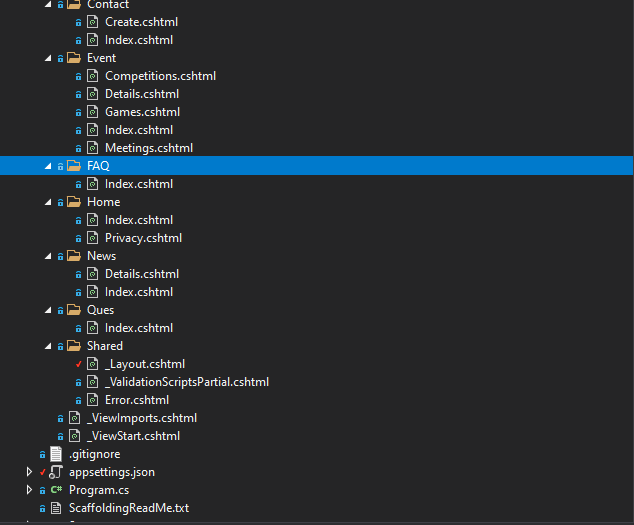 Contact
Create.cshtml
Index.cshtml
Event
Competitions.cshtml
Details.cshtml
Games.cshtml
Index.cshtml
Meetings.cshtml
FAQ
Index.cshtml
Home
Index.cshtml
Privacy.cshtml
News
Details.cshtml
Index.cshtml
Ques
Index.cshtml
Shared
_Layout.cshtml
_ValidationScriptsPartial.cshtml
Error.cshtml
_ViewImports.cshtml
_ViewStart.cshtml
.gitignore
appsettings.json
C# Program.cs
ScaffoldingReadMe.txt